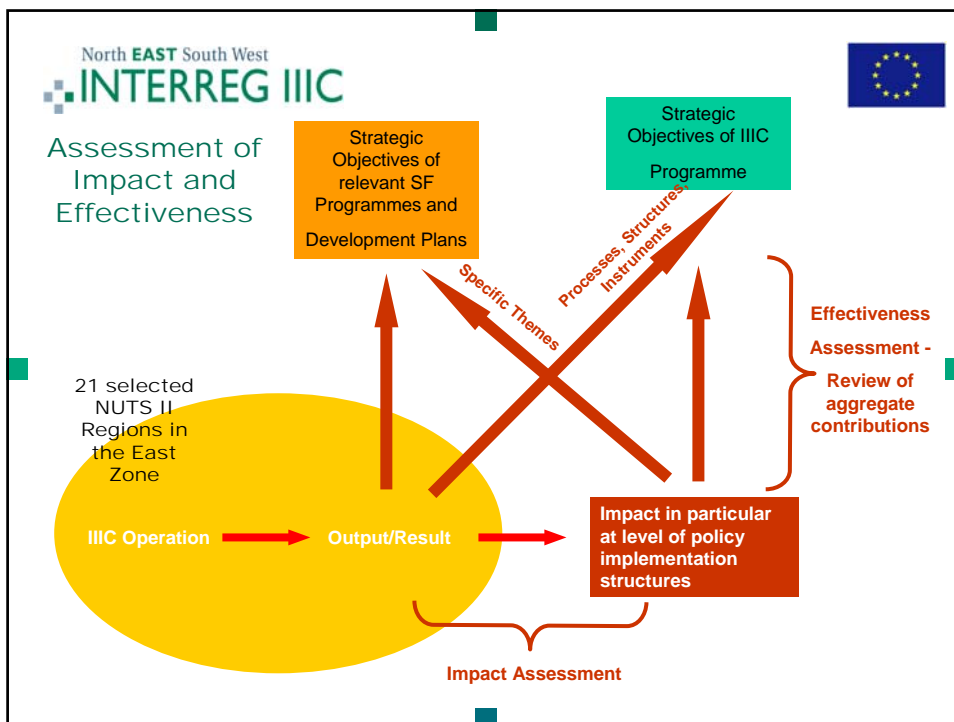 North EAST South West
INTERREG IIIC
Assessment of
Impact and
Effectiveness
Strategic
Objectives of
relevant SF
Programmes and
Development Plans
Strategic
Objectives of IIIC
Programme
Specific Themes
Processes, Structures,
Instruments
Effectiveness
Assessment -
Review of
aggregate
contributions
21 selected
NUTS II
Regions in
the East
Zone
IIIC Operation
Output/Result
Impact in particular
at level of policy
implementation
structures
Impact Assessment